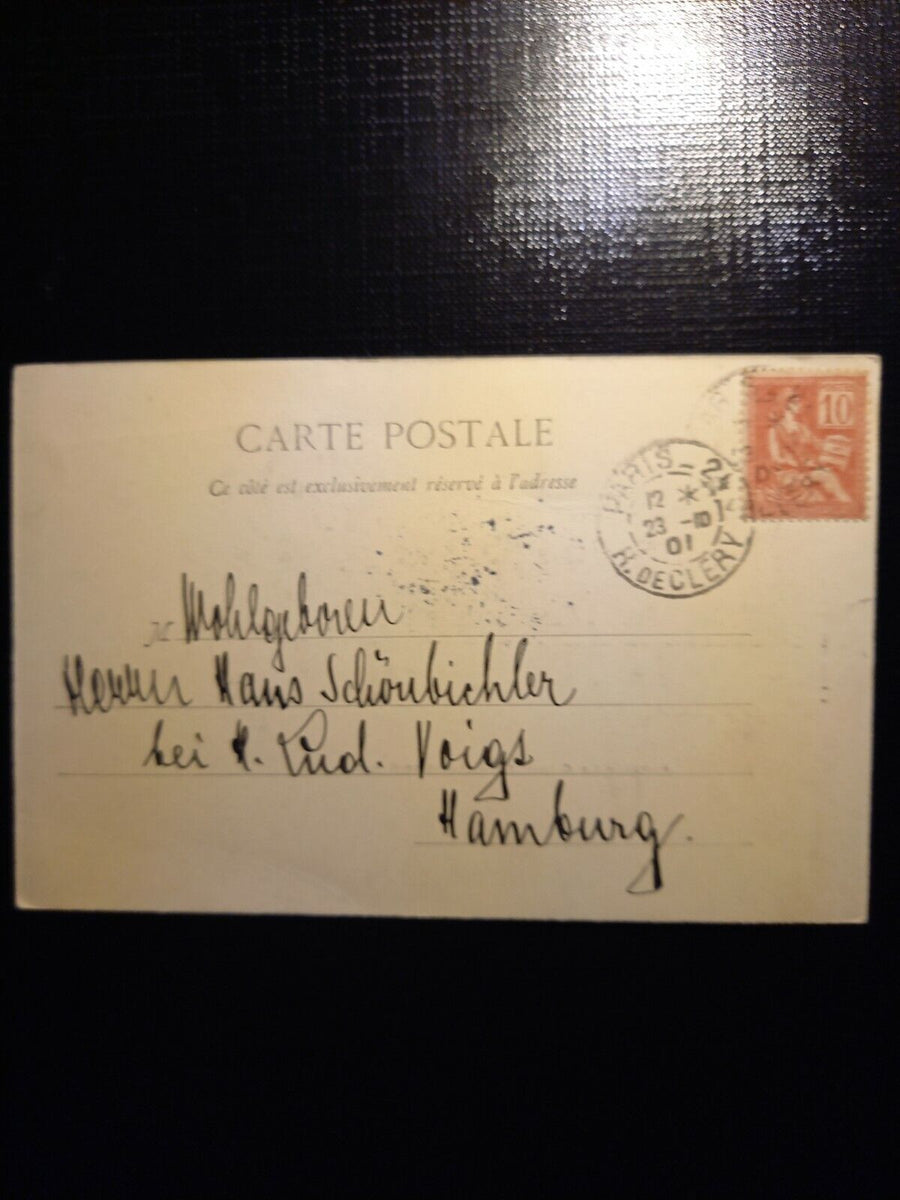 CARTE POSTALE
Ce côté est exclusivement réservé à l'adresse
10
PARIS
12 *
23 -10
01
R. DECLERY
M
Wohlgeboren
Herrn Hans Schönbichler
bei H. Lud. Voigs
Hamburg.